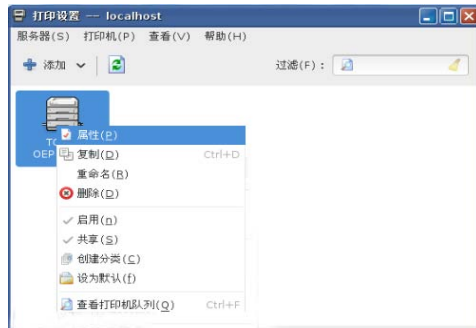 打印设置 — localhost
服务器(S) 打印机(P) 查看(V) 帮助(H)
添加 过滤(F):
属性(P)
OEP
复制(D) Ctrl+D
重命名(R)
删除(D)
启用(n)
共享(S)
创建分类(C)
设为默认(f)
查看打印机队列(Q) Ctrl+F